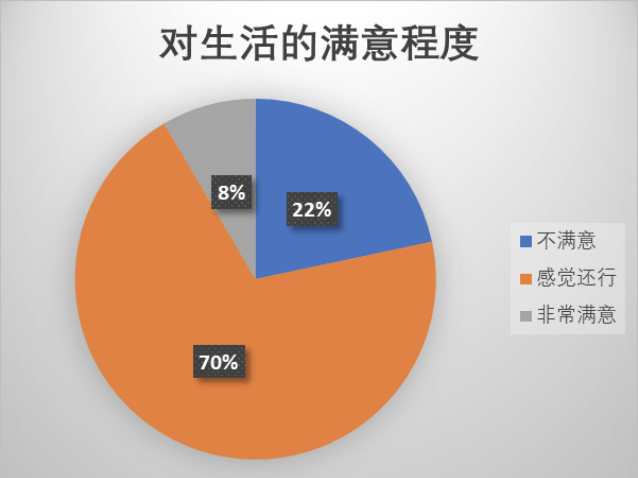 对生活的满意程度
8%
22%
不满意
感觉还行
非常满意
70%